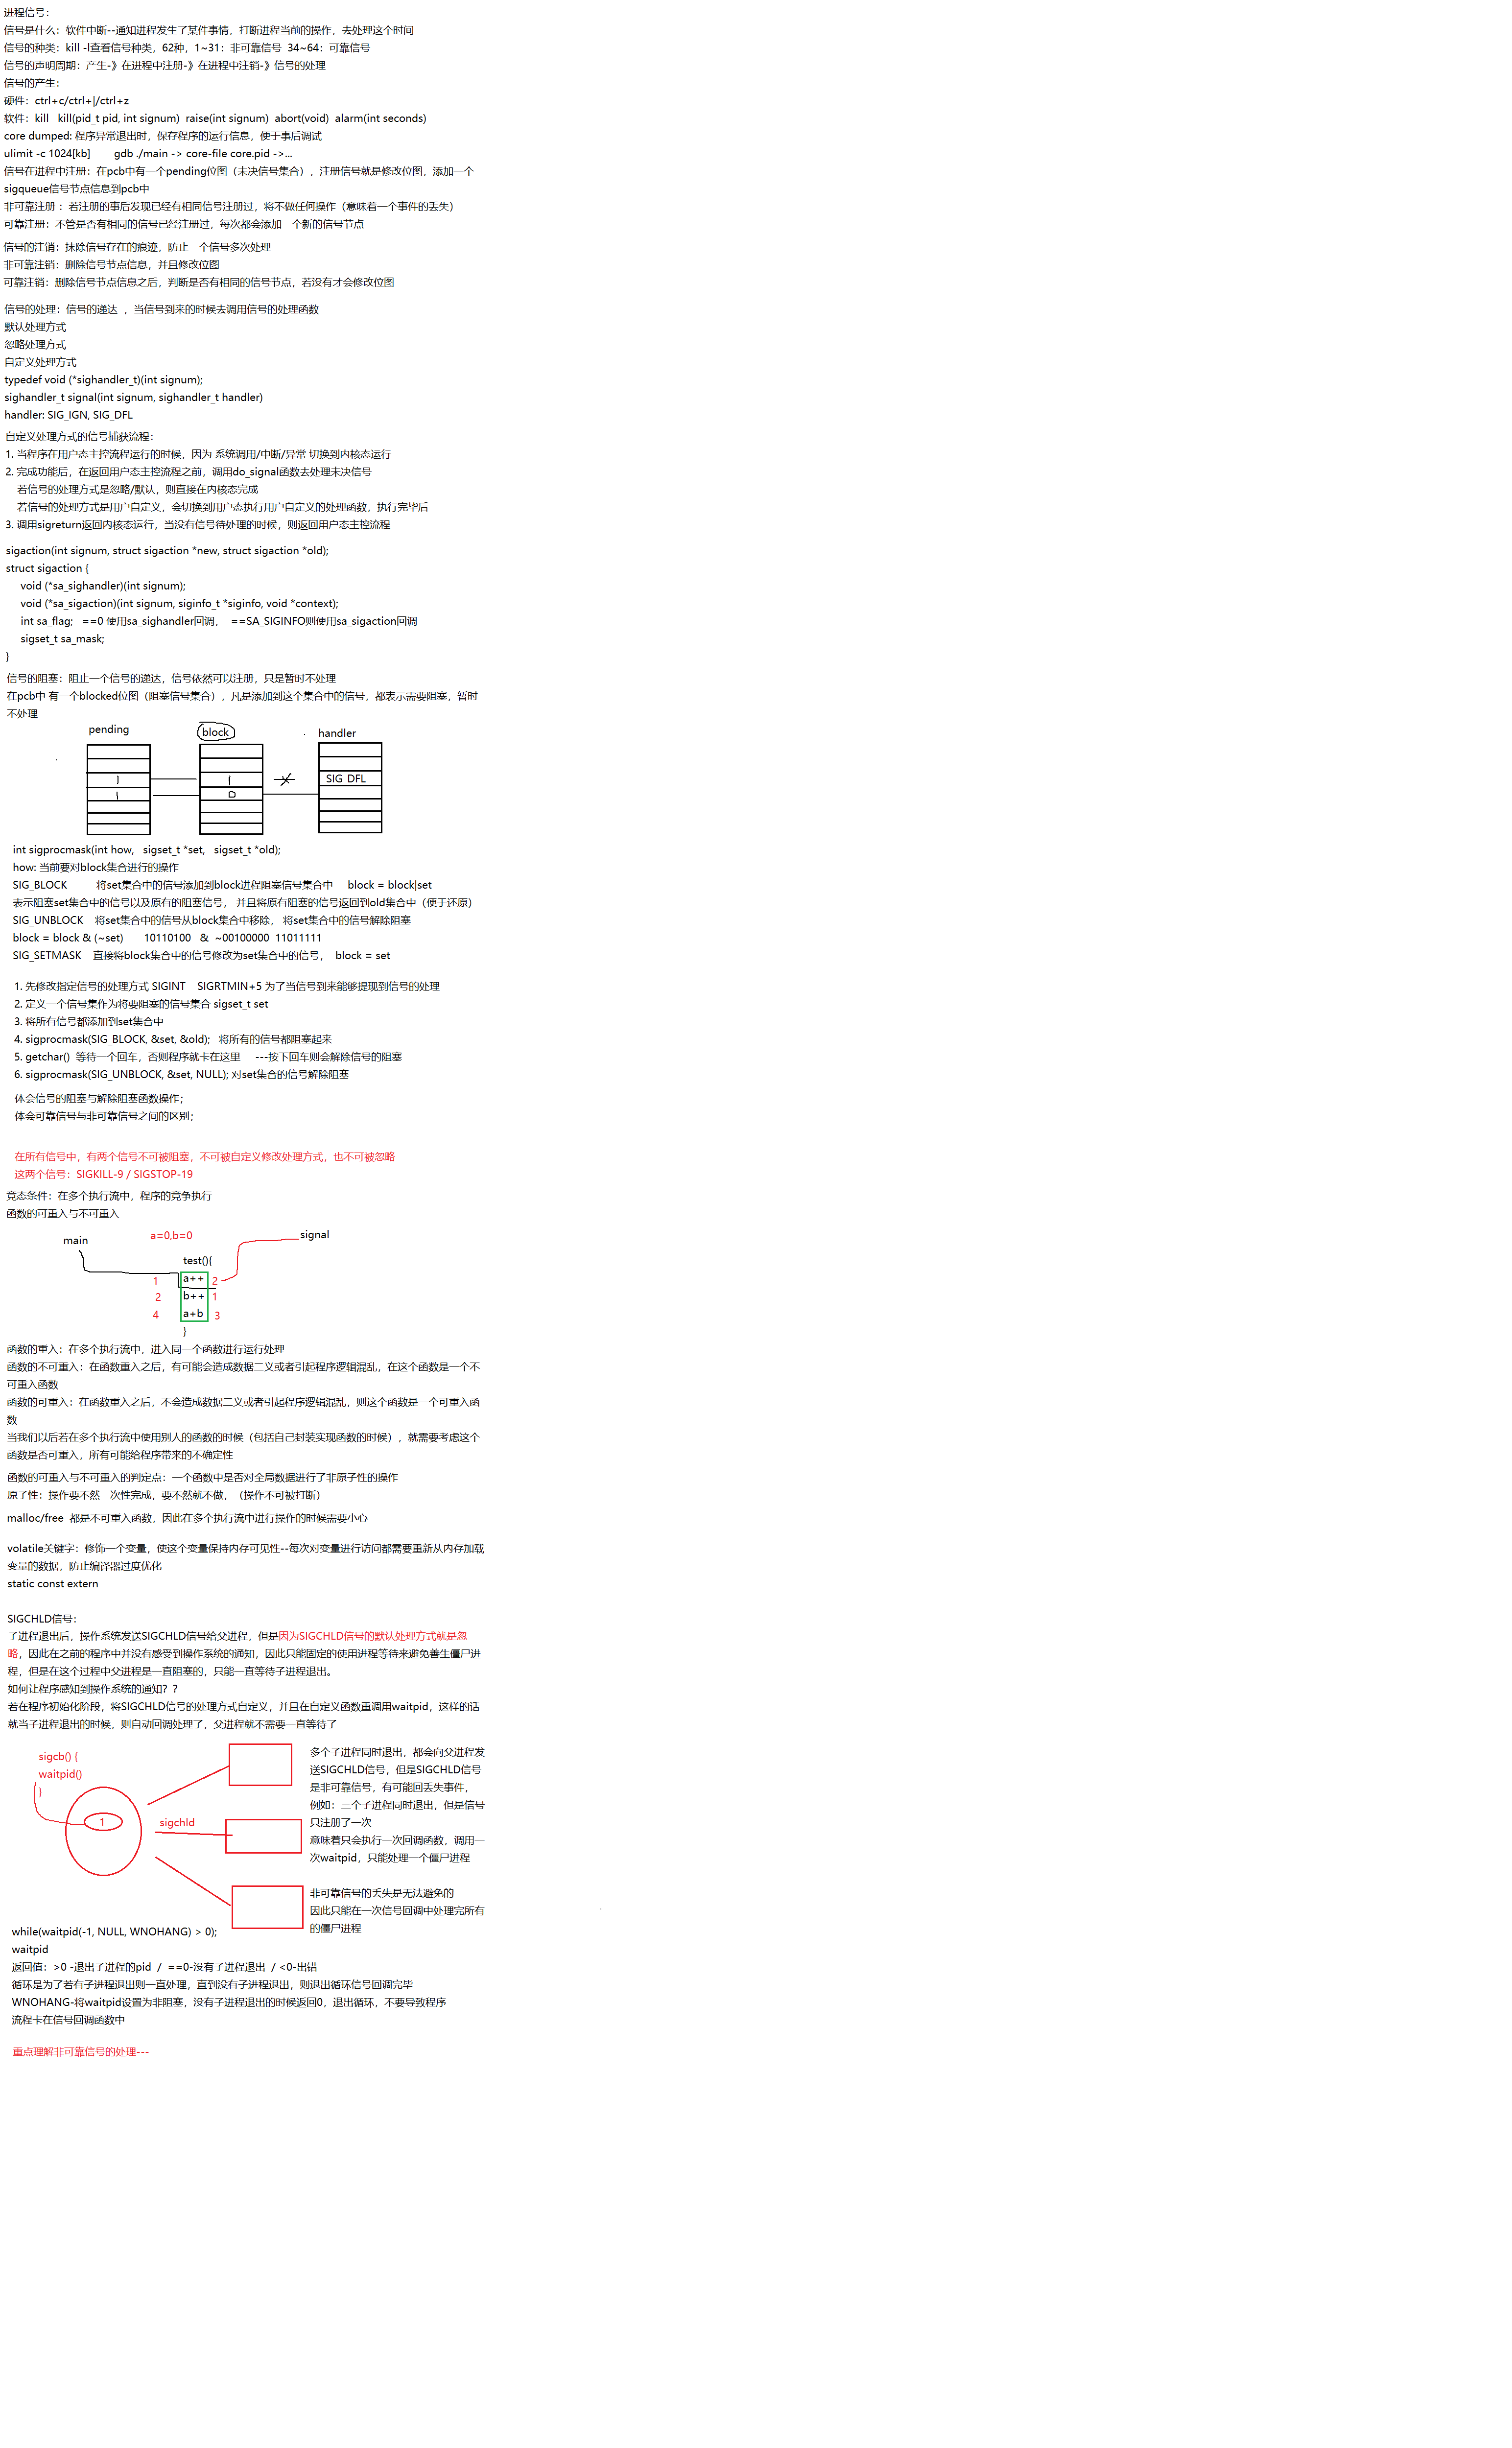 进程信号：
信号是什么：软件中断--通知进程发生了某件事情，打断进程当前的操作，去处理这个时间
信号的种类：kill -l查看信号种类，62种，1~31：非可靠信号  34~64：可靠信号
信号的声明周期：产生-》在进程中注册-》在进程中注销-》信号的处理
信号的产生：
硬件：ctrl+c/ctrl+|/ctrl+z
软件：kill   kill(pid_t pid, int signum)  raise(int signum)  abort(void)  alarm(int seconds)
core dumped: 程序异常退出时，保存程序的运行信息，便于事后调试
ulimit -c 1024[kb]        gdb ./main -> core-file core.pid ->...
信号在进程中注册：在pcb中有一个pending位图（未决信号集合），注册信号就是修改位图，添加一个
sigqueue信号节点信息到pcb中
非可靠注册 ：若注册的事后发现已经有相同信号注册过，将不做任何操作（意味着一个事件的丢失）
可靠注册：不管是否有相同的信号已经注册过，每次都会添加一个新的信号节点
信号的注销：抹除信号存在的痕迹，防止一个信号多次处理
非可靠注销：删除信号节点信息，并且修改位图
可靠注销：删除信号节点信息之后，判断是否有相同的信号节点，若没有才会修改位图
信号的处理：信号的递达 ，当信号到来的时候去调用信号的处理函数
默认处理方式
忽略处理方式
自定义处理方式
typedef void (*sighandler_t)(int signum);
sighandler_t signal(int signum, sighandler_t handler)
handler: SIG_IGN, SIG_DFL
自定义处理方式的信号捕获流程：
1. 当程序在用户态主控流程运行的时候，因为 系统调用/中断/异常 切换到内核态运行
2. 完成功能后，在返回用户态主控流程之前，调用do_signal函数去处理未决信号
若信号的处理方式是忽略/默认，则直接在内核态完成
若信号的处理方式是用户自定义，会切换到用户态执行用户自定义的处理函数，执行完毕后
3. 调用sigreturn返回内核态运行，当没有信号待处理的时候，则返回用户态主控流程
sigaction(int signum, struct sigaction *new, struct sigaction *old);
struct sigaction {
void (*sa_sighandler)(int signum);
void (*sa_sigaction)(int signum, siginfo_t *siginfo, void *context);
int sa_flag;   ==0 使用sa_sighandler回调，  ==SA_SIGINFO则使用sa_sigaction回调
sigset_t sa_mask;
}
信号的阻塞：阻止一个信号的递达，信号依然可以注册，只是暂时不处理
在pcb中 有一个blocked位图（阻塞信号集合），凡是添加到这个集合中的信号，都表示需要阻塞，暂时
不处理
pending block handler
1 1 SIG_DFL
1 0
int sigprocmask(int how,   sigset_t *set,   sigset_t *old);
how: 当前要对block集合进行的操作
SIG_BLOCK          将set集合中的信号添加到block进程阻塞信号集合中     block = block|set
表示阻塞set集合中的信号以及原有的阻塞信号， 并且将原有阻塞的信号返回到old集合中（便于还原）
SIG_UNBLOCK    将set集合中的信号从block集合中移除， 将set集合中的信号解除阻塞
block = block & (~set)       10110100   &  ~00100000  11011111
SIG_SETMASK    直接将block集合中的信号修改为set集合中的信号，  block = set
1. 先修改指定信号的处理方式 SIGINT    SIGRTMIN+5 为了当信号到来能够提现到信号的处理
2. 定义一个信号集作为将要阻塞的信号集合 sigset_t set
3. 将所有信号都添加到set集合中
4. sigprocmask(SIG_BLOCK, &set, &old);   将所有的信号都阻塞起来
5. getchar()  等待一个回车，否则程序就卡在这里     ---按下回车则会解除信号的阻塞
6. sigprocmask(SIG_UNBLOCK, &set, NULL); 对set集合的信号解除阻塞
体会信号的阻塞与解除阻塞函数操作；
体会可靠信号与非可靠信号之间的区别；
在所有信号中，有两个信号不可被阻塞，不可被自定义修改处理方式，也不可被忽略
这两个信号：SIGKILL-9 / SIGSTOP-19
竞态条件：在多个执行流中，程序的竞争执行
函数的可重入与不可重入
main a=0,b=0 signal
test(){
1 a++ 2
2 b++ 1
4 a+b 3
}
函数的重入：在多个执行流中，进入同一个函数进行运行处理
函数的不可重入：在函数重入之后，有可能会造成数据二义或者引起程序逻辑混乱，在这个函数是一个不
可重入函数
函数的可重入：在函数重入之后，不会造成数据二义或者引起程序逻辑混乱，则这个函数是一个可重入函
数
当我们以后若在多个执行流中使用别人的函数的时候（包括自己封装实现函数的时候），就需要考虑这个
函数是否可重入，所有可能给程序带来的不确定性
函数的可重入与不可重入的判定点：一个函数中是否对全局数据进行了非原子性的操作
原子性：操作要不然一次性完成，要不然就不做，（操作不可被打断）
malloc/free  都是不可重入函数，因此在多个执行流中进行操作的时候需要小心
volatile关键字：修饰一个变量，使这个变量保持内存可见性--每次对变量进行访问都需要重新从内存加载
变量的数据，防止编译器过度优化
static const extern
SIGCHLD信号：
子进程退出后，操作系统发送SIGCHLD信号给父进程，但是因为SIGCHLD信号的默认处理方式就是忽
略，因此在之前的程序中并没有感受到操作系统的通知，因此只能固定的使用进程等待来避免善生僵尸进
程，但是在这个过程中父进程是一直阻塞的，只能一直等待子进程退出。
如何让程序感知到操作系统的通知？？
若在程序初始化阶段，将SIGCHLD信号的处理方式自定义，并且在自定义函数重调用waitpid，这样的话
就当子进程退出的时候，则自动回调处理了，父进程就不需要一直等待了
sigcb() {
waitpid()
}
1
sigchld
多个子进程同时退出，都会向父进程发
送SIGCHLD信号，但是SIGCHLD信号
是非可靠信号，有可能回丢失事件，
例如：三个子进程同时退出，但是信号
只注册了一次
意味着只会执行一次回调函数，调用一
次waitpid，只能处理一个僵尸进程
非可靠信号的丢失是无法避免的
因此只能在一次信号回调中处理完所有
的僵尸进程
while(waitpid(-1, NULL, WNOHANG) > 0);
waitpid
返回值：>0 -退出子进程的pid  /  ==0-没有子进程退出  / <0-出错
循环是为了若有子进程退出则一直处理，直到没有子进程退出，则退出循环信号回调完毕
WNOHANG-将waitpid设置为非阻塞，没有子进程退出的时候返回0，退出循环，不要导致程序
流程卡在信号回调函数中
重点理解非可靠信号的处理---